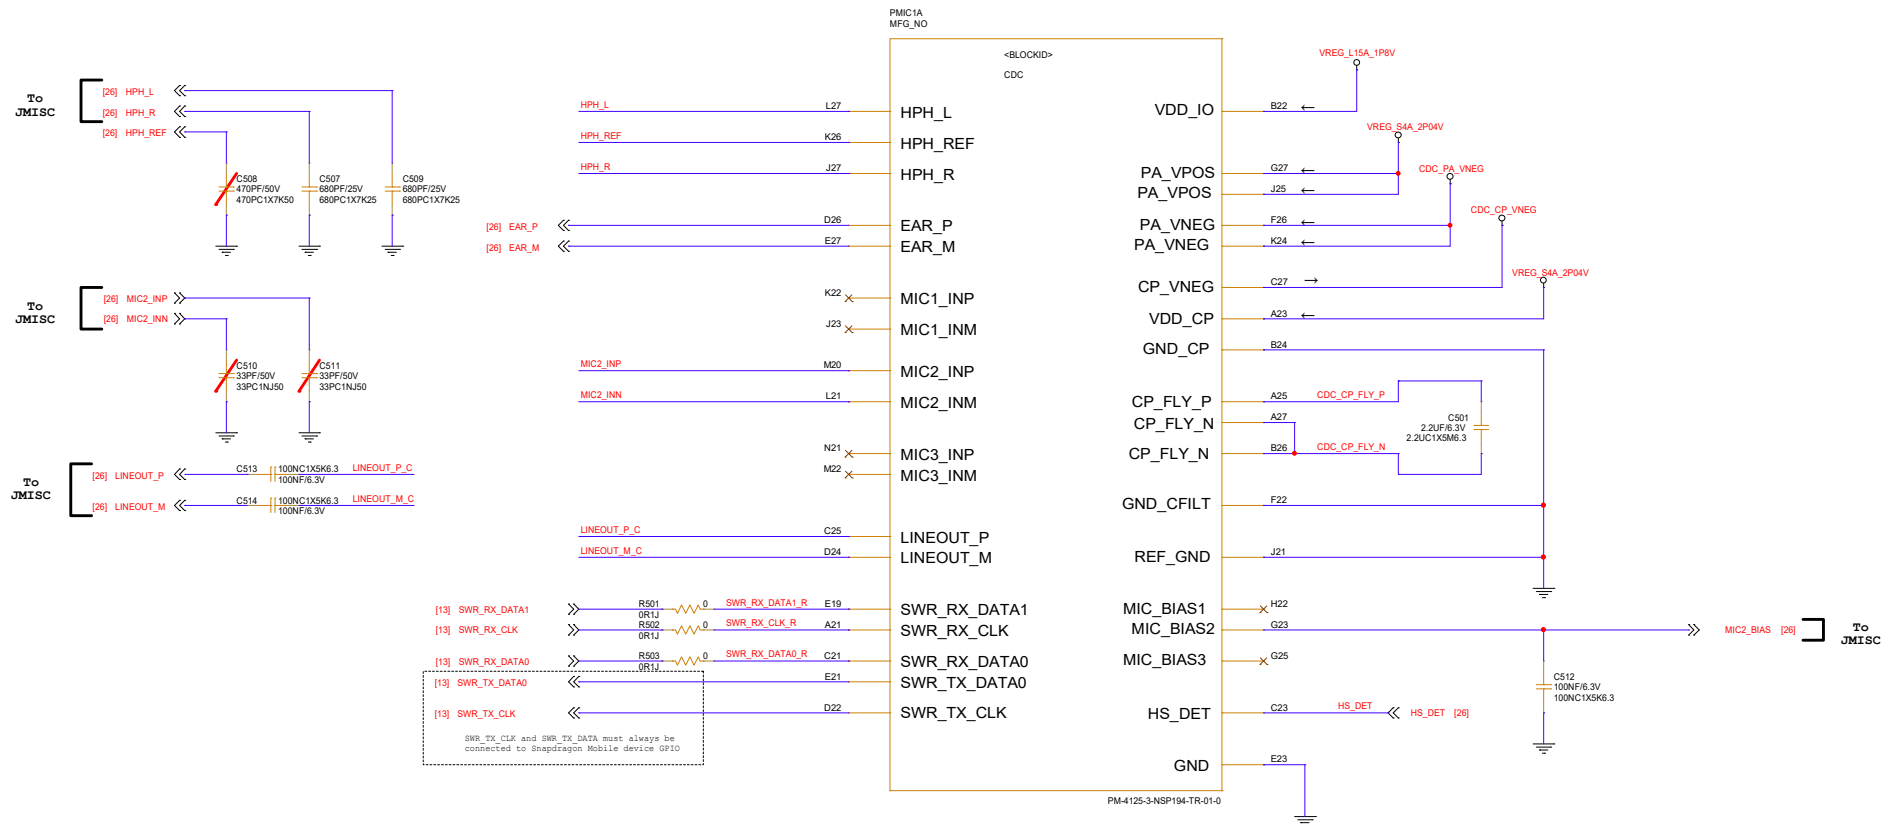 PMIC1A
MFG_NO
<BLOCKID>
CDC
To
JMISC
[26] HPH_L
[26] HPH_R
[26] HPH_REF
C508
470PF/50V
470PC1X7K50
C507
680PF/25V
680PC1X7K25
C509
680PF/25V
680PC1X7K25
To
JMISC
[26] MIC2_INP
[26] MIC2_INN
C510
33PF/50V
33PC1NJ50
C511
33PF/50V
33PC1NJ50
To
JMISC
[26] LINEOUT_P
C513
100NC1X5K6.3
100NF/6.3V
LINEOUT_P_C
[26] LINEOUT_M
C514
100NC1X5K6.3
100NF/6.3V
LINEOUT_M_C
HPH_L L27 HPH_L
HPH_REF K26 HPH_REF
HPH_R J27 HPH_R
[26] EAR_P D26 EAR_P
[26] EAR_M E27 EAR_M
K22 MIC1_INP
J23 MIC1_INM
MIC2_INP M20 MIC2_INP
MIC2_INN L21 MIC2_INM
N21 MIC3_INP
M22 MIC3_INM
LINEOUT_P_C C25 LINEOUT_P
LINEOUT_M_C D24 LINEOUT_M
[13] SWR_RX_DATA1 R501 0 SWR_RX_DATA1_R E19 SWR_RX_DATA1
0R1J
[13] SWR_RX_CLK R502 0 SWR_RX_CLK_R A21 SWR_RX_CLK
0R1J
[13] SWR_RX_DATA0 R503 0 SWR_RX_DATA0_R C21 SWR_RX_DATA0
0R1J
[13] SWR_TX_DATA0 E21 SWR_TX_DATA0
[13] SWR_TX_CLK D22 SWR_TX_CLK
SWR_TX_CLK and SWR_TX_DATA must always be
connected to Snapdragon Mobile device GPIO
VREG_L15A_1P8V
VDD_IO B22 ←
VREG_S4A_2P04V
PA_VPOS G27 ←
PA_VPOS J25 ←
CDC_PA_VNEG
PA_VNEG F26 ←
PA_VNEG K24 ←
CDC_CP_VNEG
CP_VNEG C27 →
VREG_S4A_2P04V
VDD_CP A23 ←
GND_CP B24
CP_FLY_P A25 CDC_CP_FLY_P
CP_FLY_N A27
CP_FLY_N B26 CDC_CP_FLY_N
C501
2.2UF/6.3V
2.2UC1X5M6.3
GND_CFILT F22
REF_GND J21
MIC_BIAS1 H22
MIC_BIAS2 G23
MIC2_BIAS [26]
To
JMISC
MIC_BIAS3 G25
C512
100NF/6.3V
100NC1X5K6.3
HS_DET C23 HS_DET HS_DET [26]
GND E23
PM-4125-3-NSP194-TR-01-0